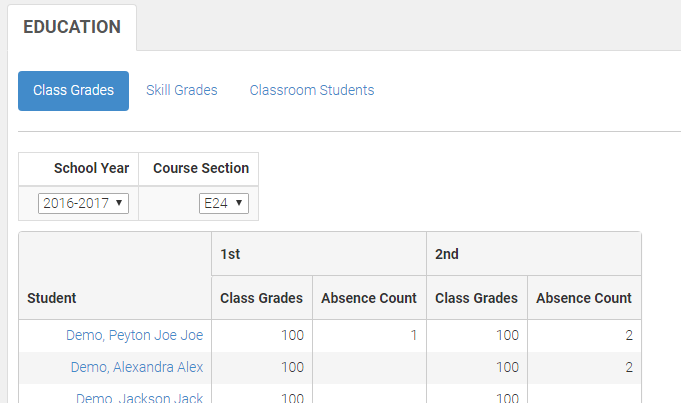 EDUCATION
Class Grades Skill Grades Classroom Students
School Year Course Section
2016-2017 E24
1st 2nd
Student Class Grades Absence Count Class Grades Absence Count
Demo, Peyton Joe Joe 100 1 100 2
Demo, Alexandra Alex 100 100 2
Demo, Jackson Jack 100 100